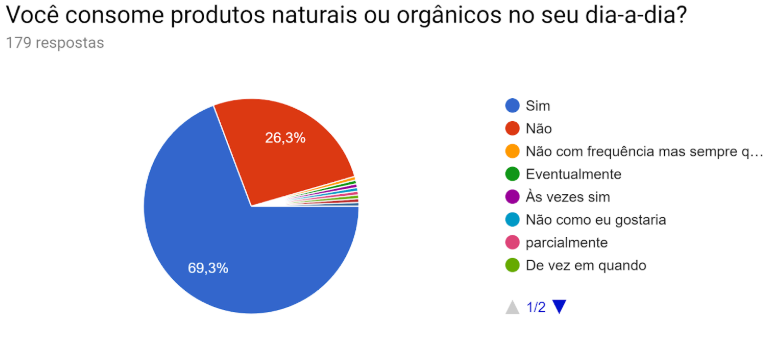 Você consome produtos naturais ou orgânicos no seu dia-a-dia?
179 respostas
26,3%
69,3%
Sim
Não
Não com frequência mas sempre q…
Eventualmente
Às vezes sim
Não como eu gostaria
parcialmente
De vez em quando
1/2